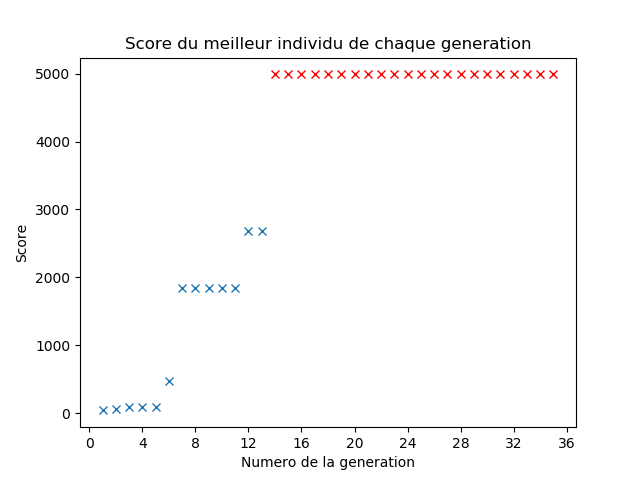 Score du meilleur individu de chaque generation
5000
4000
3000
2000
1000
0
Score
0 4 8 12 16 20 24 28 32 36
Numero de la generation